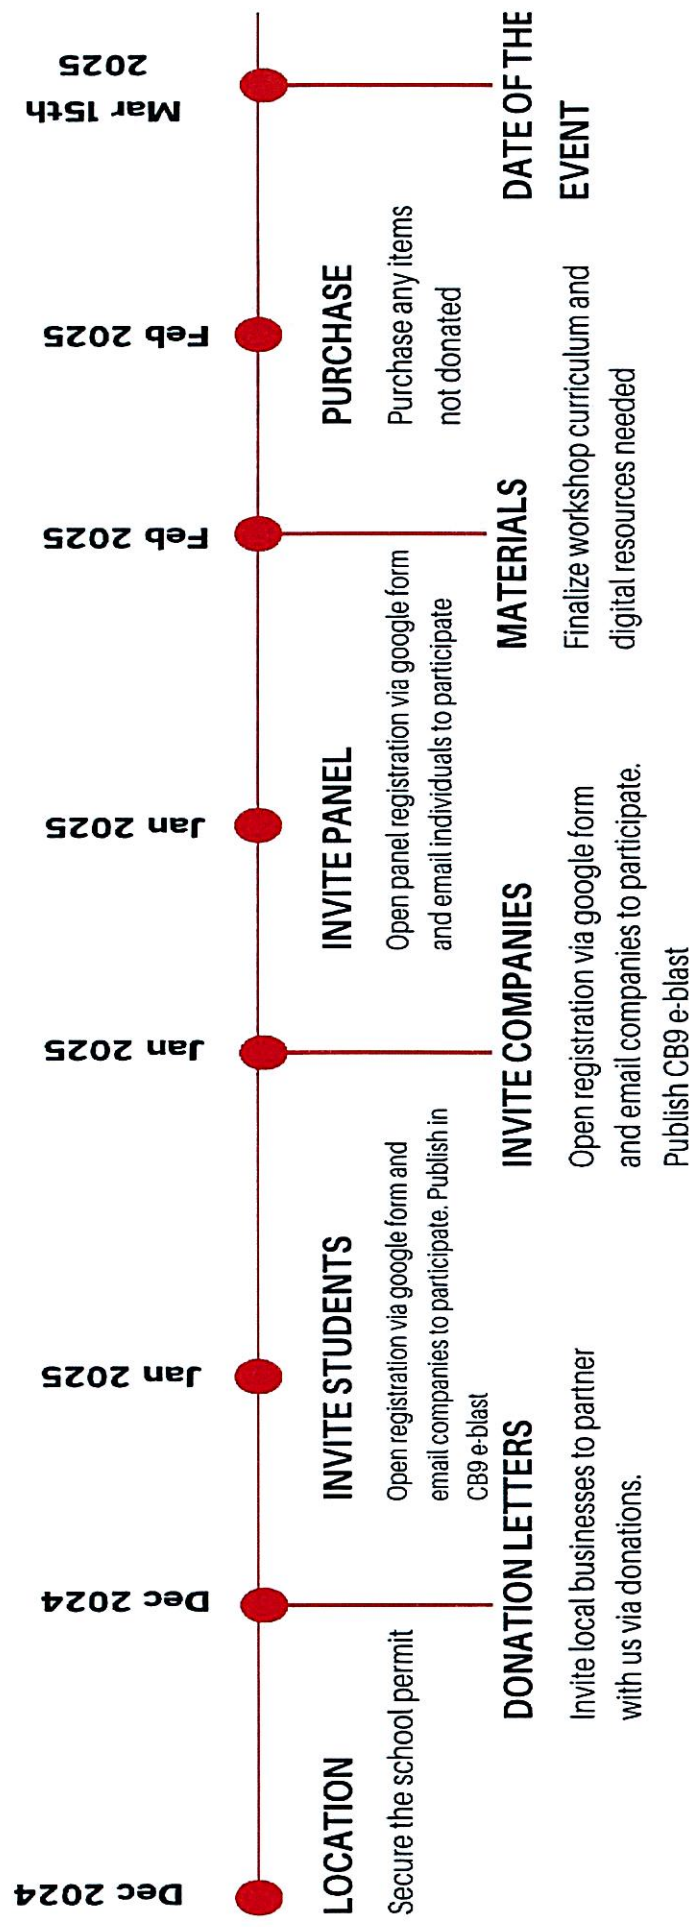 Dec 2024
LOCATION
Secure the school permit
Dec 2024
DONATION LETTERS
Invite local businesses to partner
with us via donations.
Jan 2025
INVITE STUDENTS
Open registration via google form and
email companies to participate. Publish in
CB9 e-blast
Jan 2025
INVITE COMPANIES
Open registration via google form
and email companies to participate.
Publish CB9 e-blast
Jan 2025
INVITE PANEL
Open panel registration via google form
and email individuals to participate
Feb 2025
MATERIALS
Finalize workshop curriculum and
digital resources needed
Feb 2025
PURCHASE
Purchase any items
not donated
Mar 15th
2025
DATE OF THE
EVENT